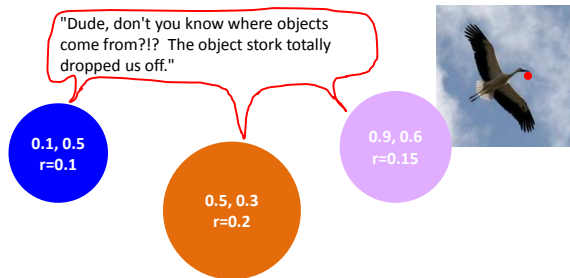 "Dude, don't you know where objects
come from?!?  The object stork totally
dropped us off."
0.1, 0.5
r=0.1
0.5, 0.3
r=0.2
0.9, 0.6
r=0.15